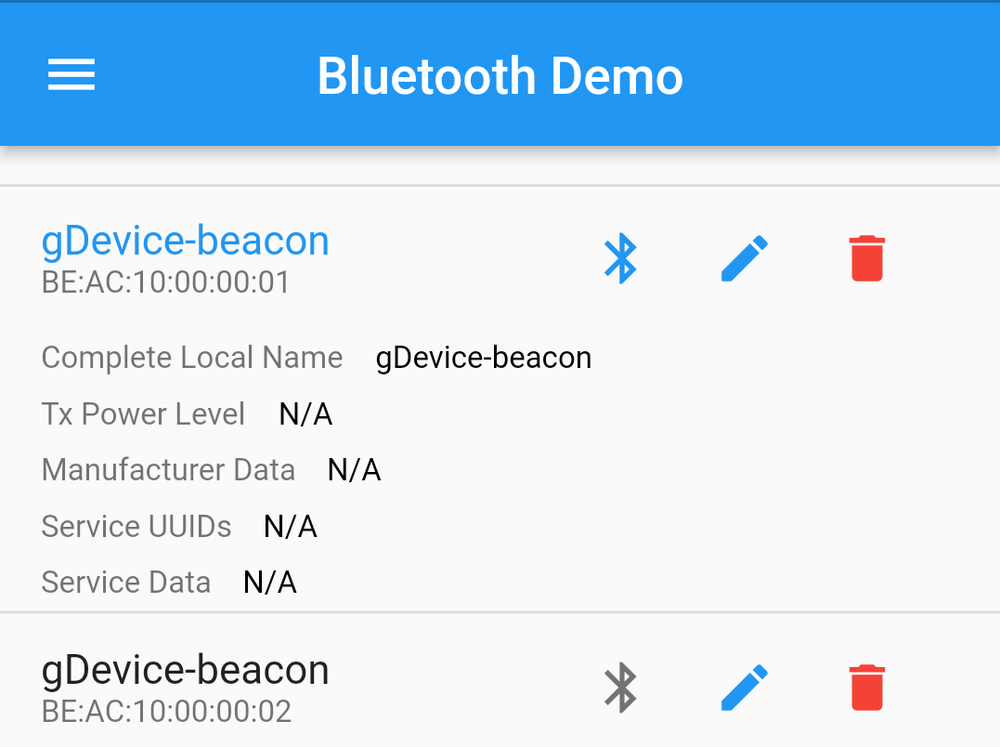 Bluetooth Demo
gDevice-beacon
BE:AC:10:00:00:01
Complete Local Name gDevice-beacon
Tx Power Level N/A
Manufacturer Data N/A
Service UUIDs N/A
Service Data N/A
gDevice-beacon
BE:AC:10:00:00:02